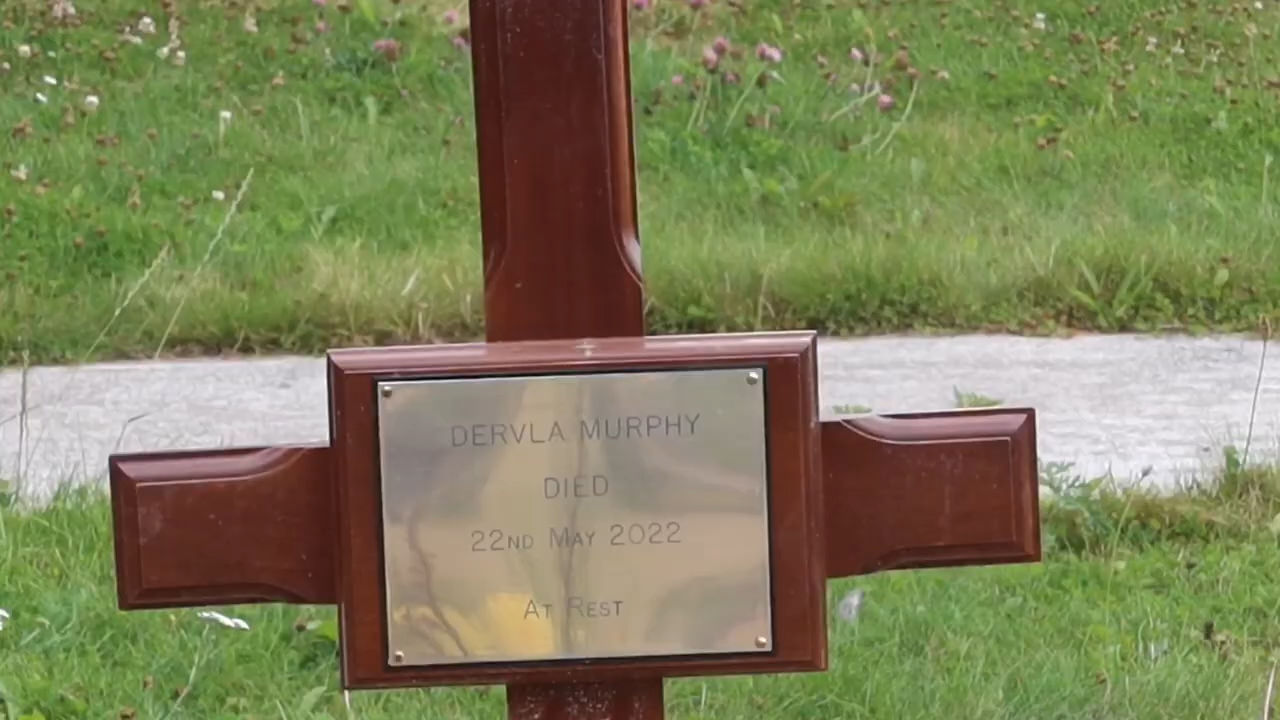 DERVLA MURPHY
DIED
22ND MAY 2022
AT REST